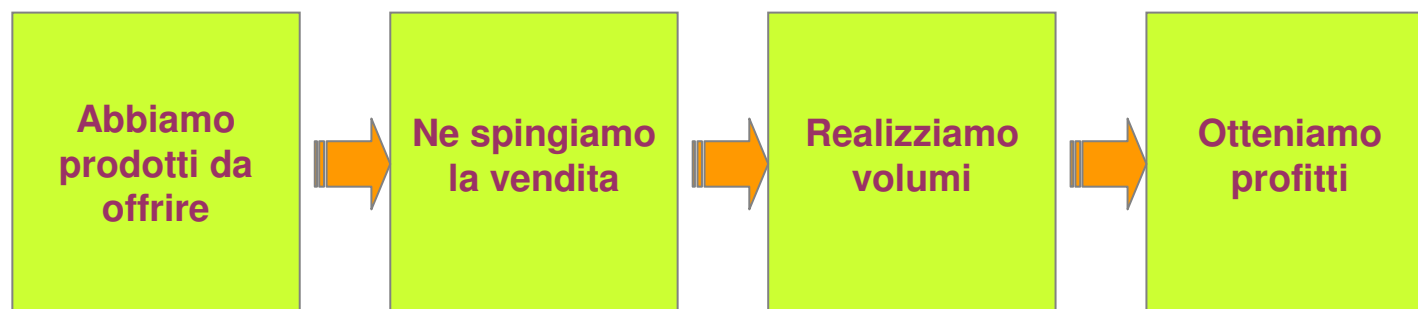 Abbiamo
prodotti da
offrire
Ne spingiamo
la vendita
Realizziamo
volumi
Otteniamo
profitti